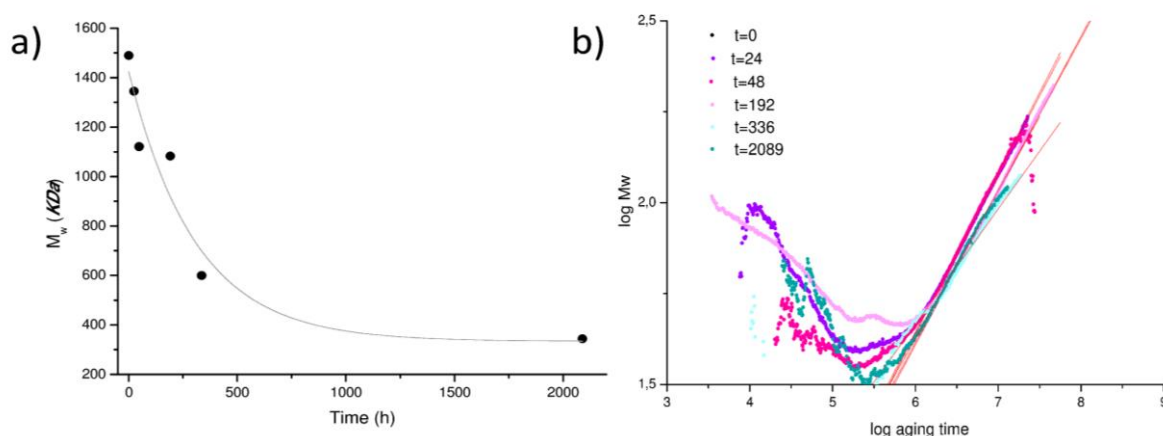 a)
1600
1400
1200
1000
800
600
400
200
0
500
1000
1500
2000
Time (h)
Mw (KDa)
b)
2,5
2,0
1,5
3
4
5
6
7
8
9
log aging time
log Mw
t=0
t=24
t=48
t=192
t=336
t=2089